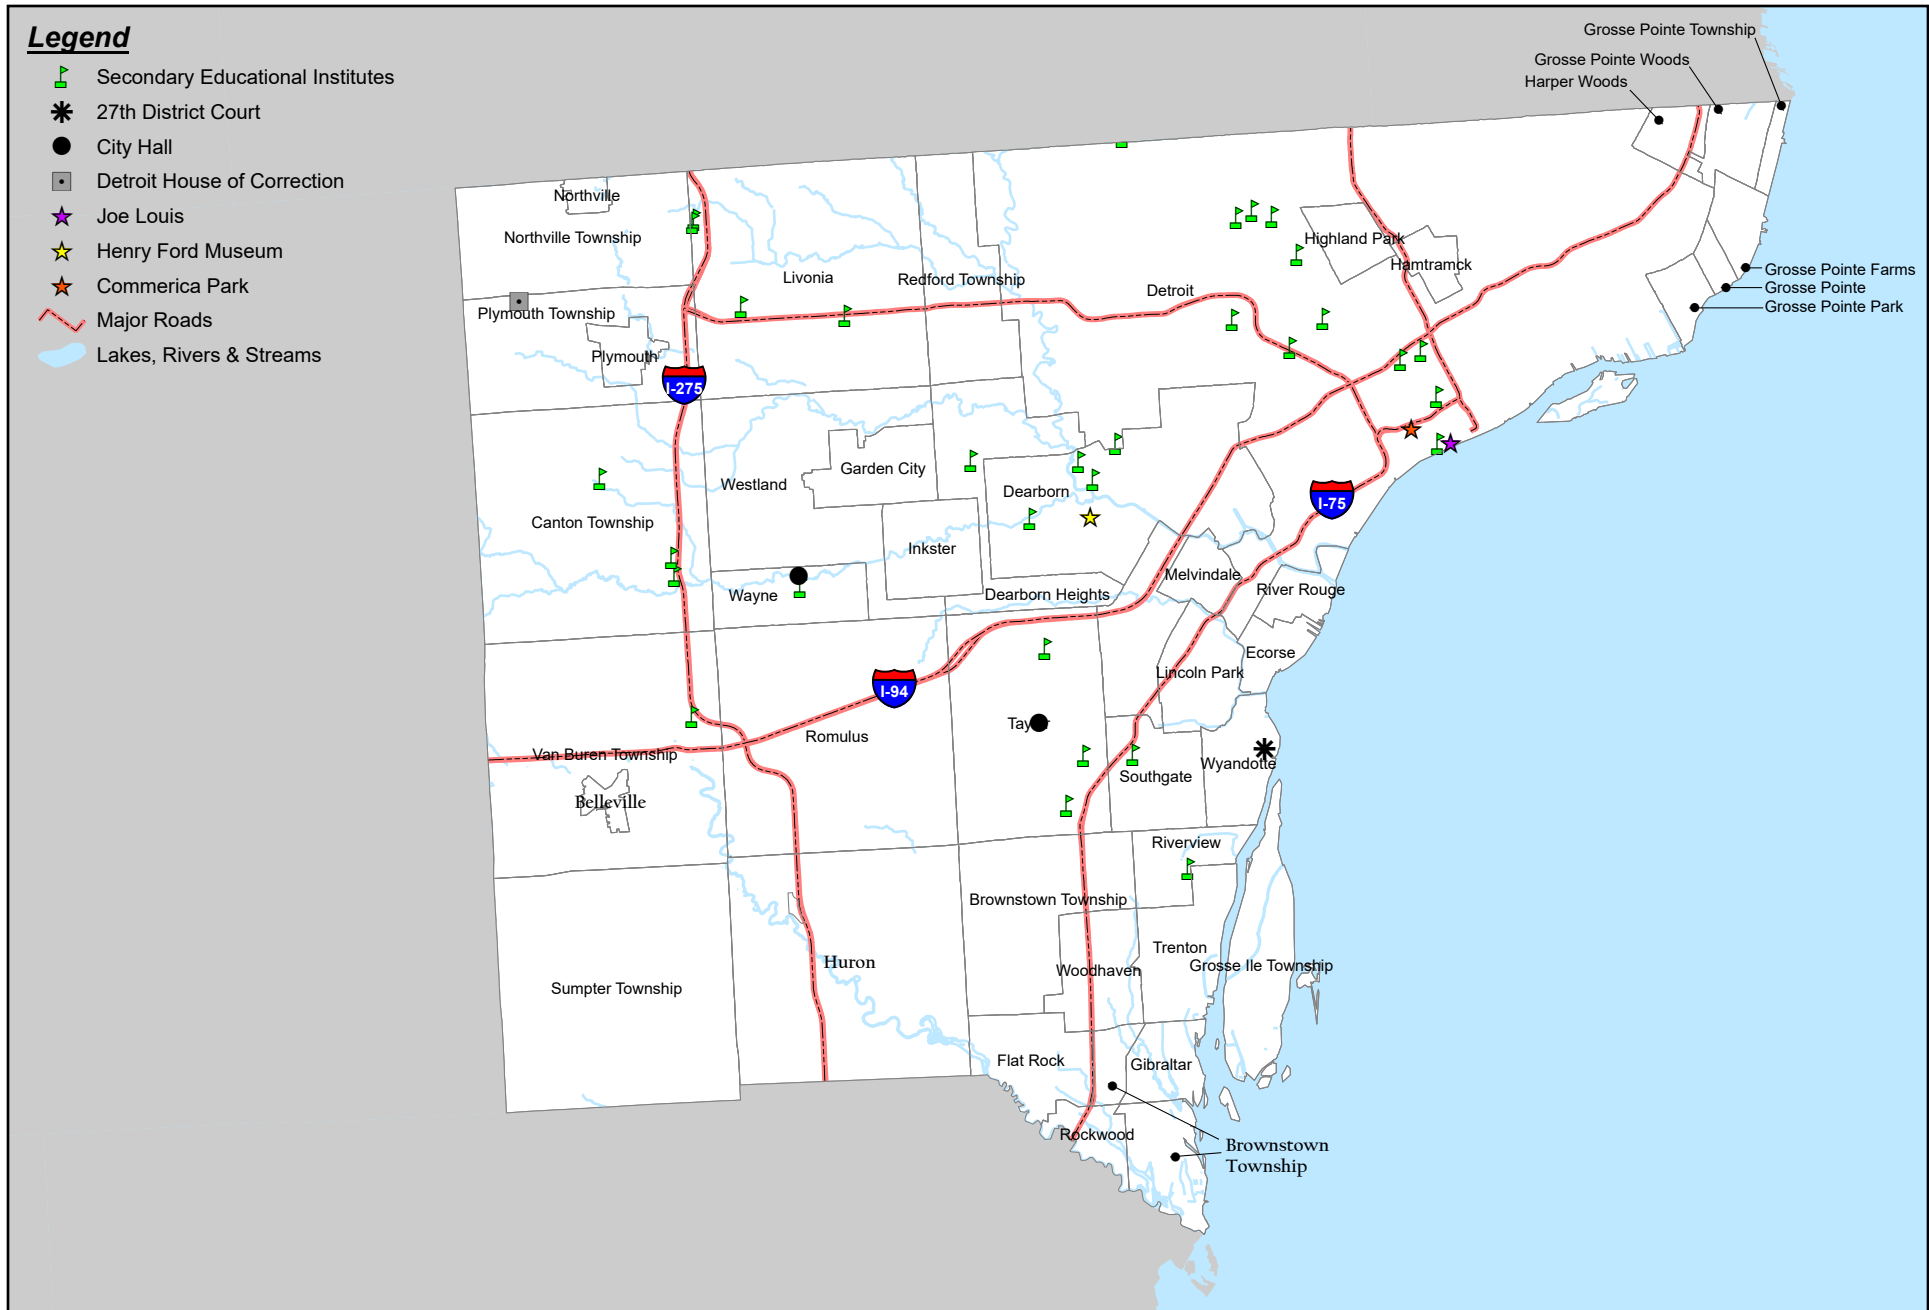 Legend
Secondary Educational Institutes
27th District Court
City Hall
Detroit House of Correction
Joe Louis
Henry Ford Museum
Commerica Park
Major Roads
Lakes, Rivers & Streams
Grosse Pointe Township
Grosse Pointe Woods
Harper Woods
Northville
Northville Township
Livonia
Redford Township
Detroit
Highland Park
Hamtramck
Grosse Pointe Farms
Grosse Pointe
Grosse Pointe Park
Plymouth Township
Plymouth
I-275
Canton Township
Westland
Garden City
Dearborn
I-75
Inkster
Wayne
Dearborn Heights
Melvindale
River Rouge
Ecorse
Lincoln Park
I-94
Taylor
Romulus
Van Buren Township
Belleville
Southgate
Wyandotte
Riverview
Brownstown Township
Trenton
Woodhaven
Grosse Ile Township
Huron
Sumpter Township
Flat Rock
Gibraltar
Rockwood
Brownstown
Township